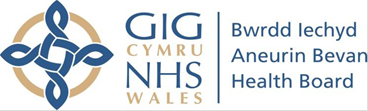 GIG
CYMRU
NHS
WALES
Bwrdd Iechyd
Aneurin Bevan
Health Board